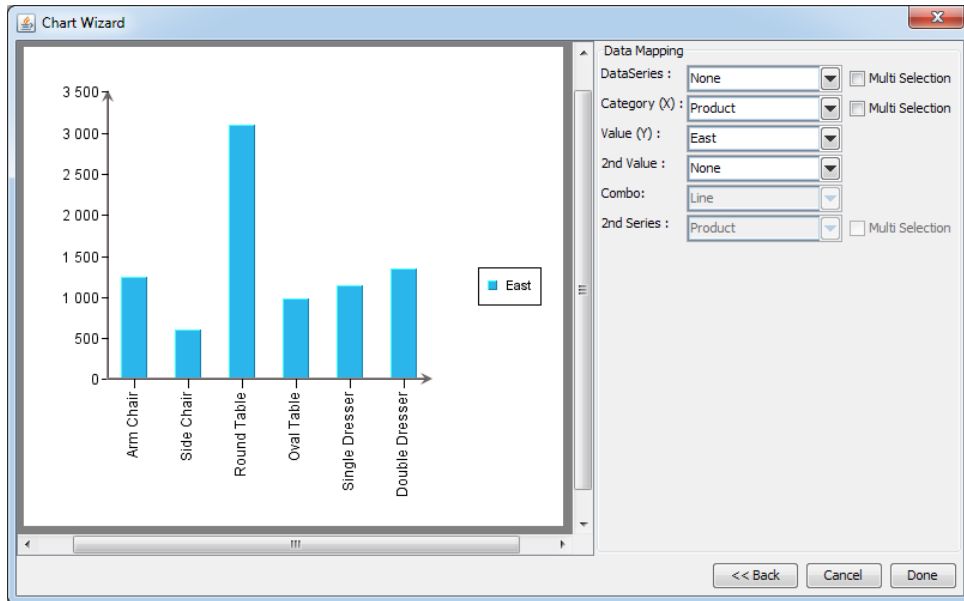 Chart Wizard
3 500
3 000
2 500
2 000
1 500
1 000
500
0
Arm Chair
Side Chair
Round Table
Oval Table
Single Dresser
Double Dresser
East
Data Mapping
DataSeries : None Multi Selection
Category (X) : Product Multi Selection
Value (Y) : East
2nd Value : None
Combo: Line
2nd Series : Product Multi Selection
<< Back Cancel Done